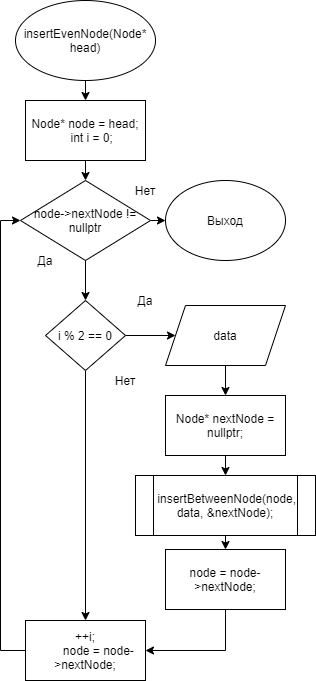 insertEvenNode(Node*
head)
Node* node = head;
int i = 0;
Нет
node->nextNode !=
nullptr
Выход
Да
Да
i % 2 == 0
data
Нет
Node* nextNode =
nullptr;
insertBetweenNode(node,
data, &nextNode);
node = node-
>nextNode;
++i;
node = node-
>nextNode;